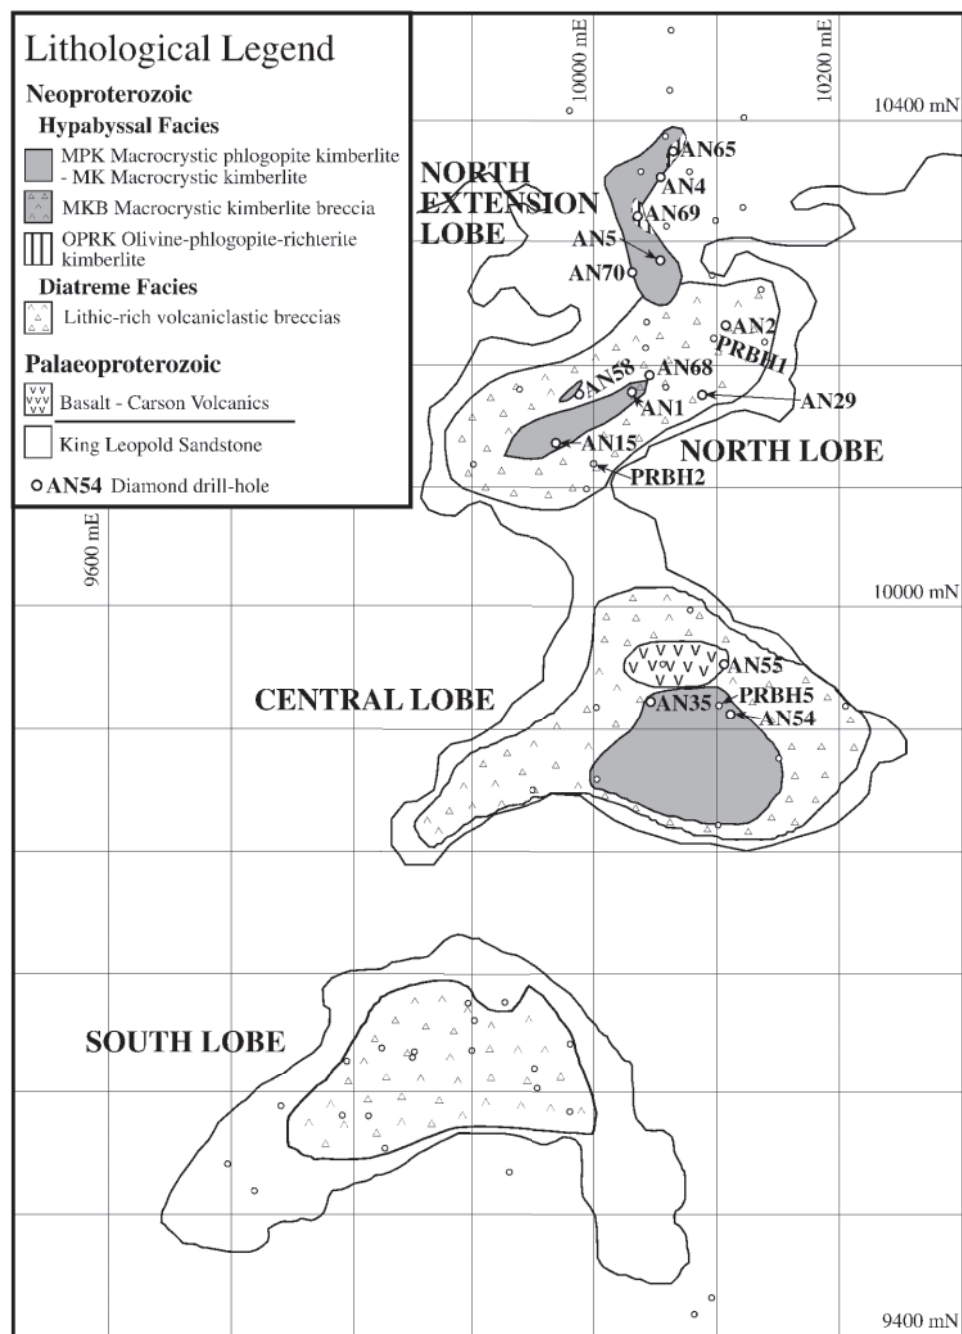 Lithological Legend
Neoproterozoic
Hypabyssal Facies
MPK Macrocrystic phlogopite kimberlite
- MK Macrocrystic kimberlite
MKB Macrocrystic kimberlite breccia
OPRK Olivine-phlogopite-richterite
kimberlite
Diatreme Facies
Lithic-rich volcaniclastic breccias
Palaeoproterozoic
Basalt - Carson Volcanics
King Leopold Sandstone
AN54 Diamond drill-hole
10000 mE
10200 mE
10400 mN
NORTH
EXTENSION
LOBE
AN65
AN4
AN69
AN5
AN70
AN2
PRBH1
AN58
AN68
AN1
AN29
AN15
NORTH LOBE
PRBH2
9600 mE
10000 mN
CENTRAL LOBE
AN55
PRBH5
AN35
AN54
SOUTH LOBE
9400 mN